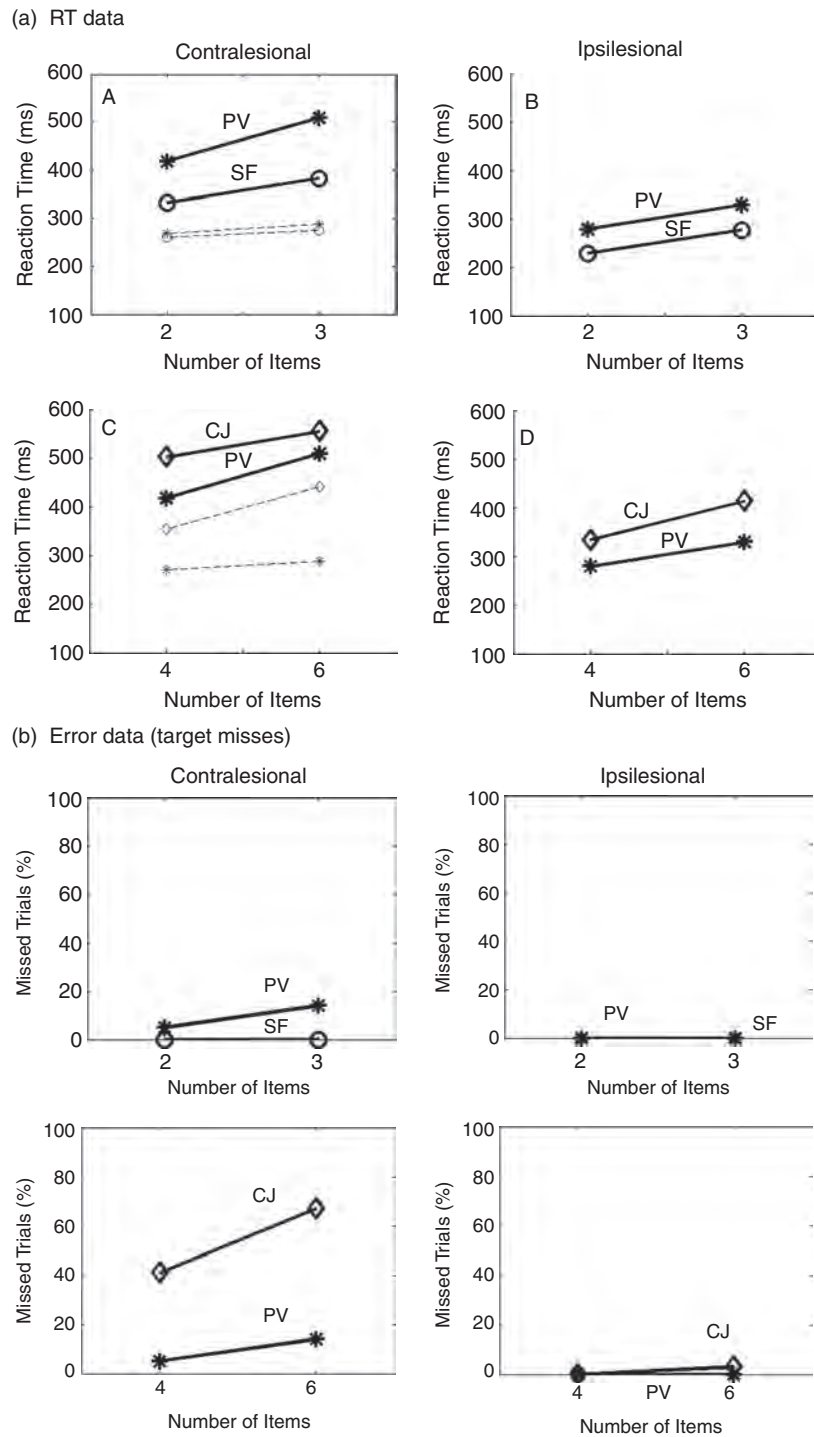 (a) RT data
Contralesional
Ipsilesional
600
500
400
300
200
100
Reaction Time (ms)
A
PV
SF
2
3
Number of Items
600
500
400
300
200
100
Reaction Time (ms)
B
PV
SF
2
3
Number of Items
600
500
400
300
200
100
Reaction Time (ms)
C
CJ
PV
4
6
Number of Items
600
500
400
300
200
100
Reaction Time (ms)
D
CJ
PV
4
6
Number of Items
(b) Error data (target misses)
Contralesional
Ipsilesional
100
80
60
40
20
0
Missed Trials (%)
PV
SF
2
3
Number of Items
100
80
60
40
20
0
Missed Trials (%)
PV
SF
2
3
Number of Items
100
80
60
40
20
0
Missed Trials (%)
CJ
PV
4
6
Number of Items
100
80
60
40
20
0
Missed Trials (%)
CJ
4
PV
6
Number of Items